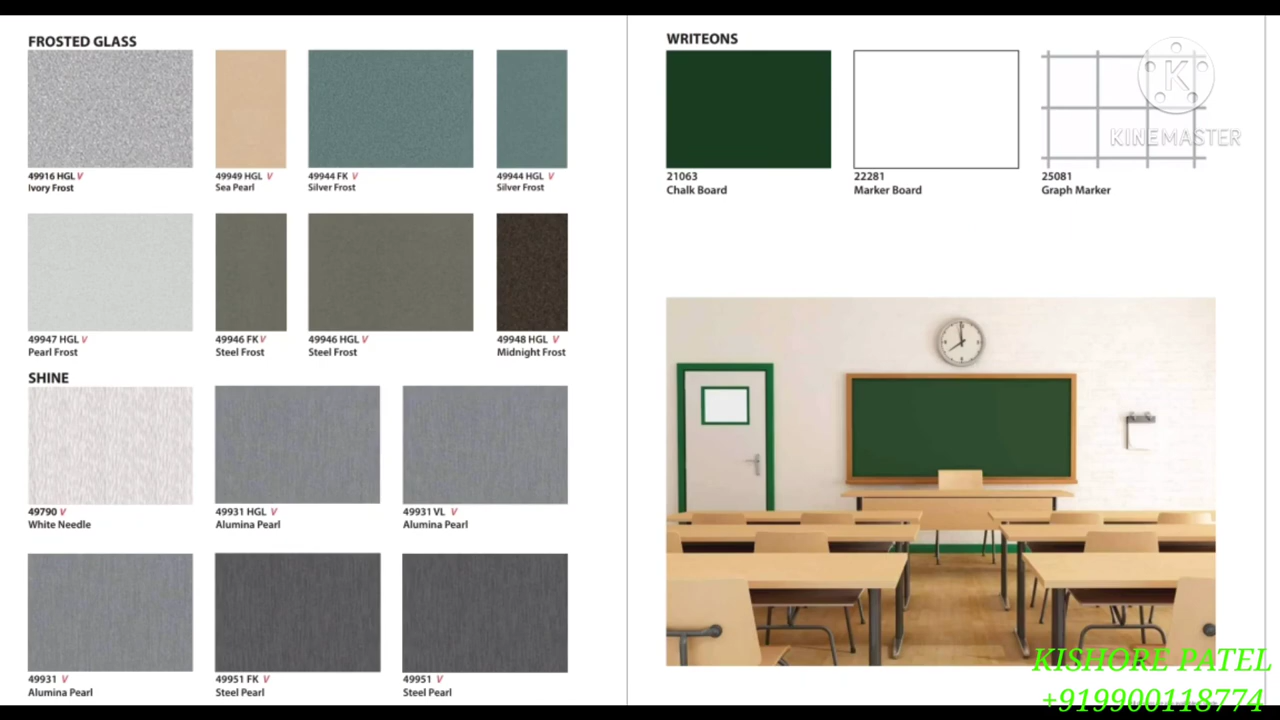 FROSTED GLASS
49916 HGL V
Ivory Frost
49949 HGL V
Sea Pearl
49944 FK V
Silver Frost
49944 HGL V
Silver Frost
49947 HGL V
Pearl Frost
49946 FK V
Steel Frost
49946 HGL V
Steel Frost
49948 HGL V
Midnight Frost
SHINE
49790 V
White Needle
49931 HGL V
Alumina Pearl
49931 VL V
Alumina Pearl
49931 V
Alumina Pearl
49951 FK V
Steel Pearl
49951 V
Steel Pearl
WRITEONS
21063
Chalk Board
22281
Marker Board
25081
Graph Marker
K
KINEMASTER
KISHORE PATEL
+919900118774